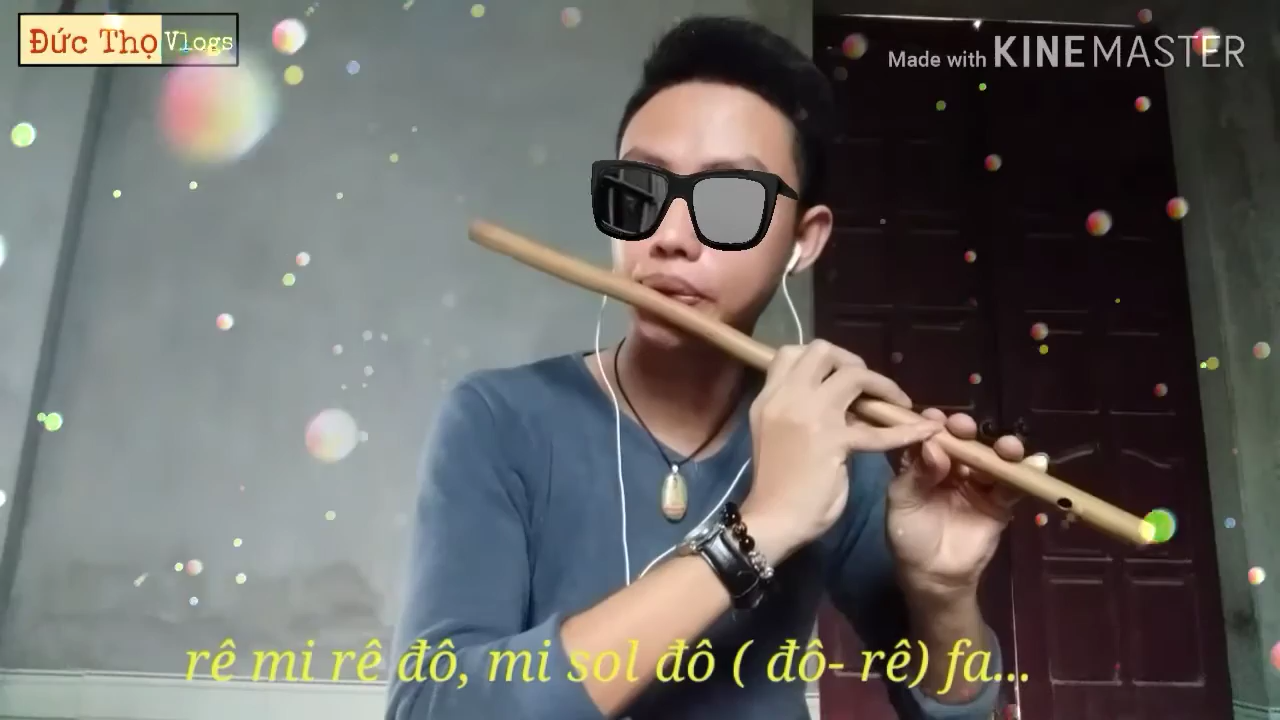 Đức Thọ Vlogs
Made with KINEMASTER
rê mi rê đô, mi sol đô ( đô- rê) fa...